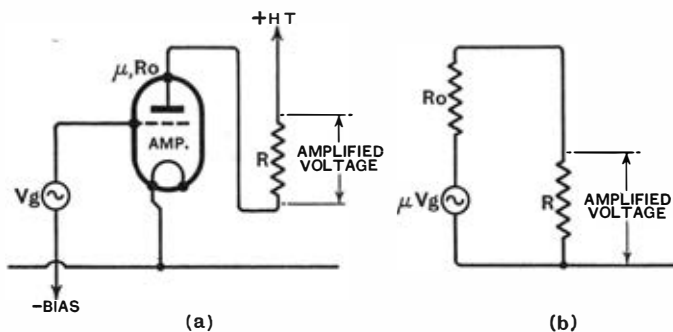 +HT
μ, Ro
AMP.
R
AMPLIFIED
VOLTAGE
Vg
-BIAS
(a)
Ro
μVg
R
AMPLIFIED
VOLTAGE
(b)